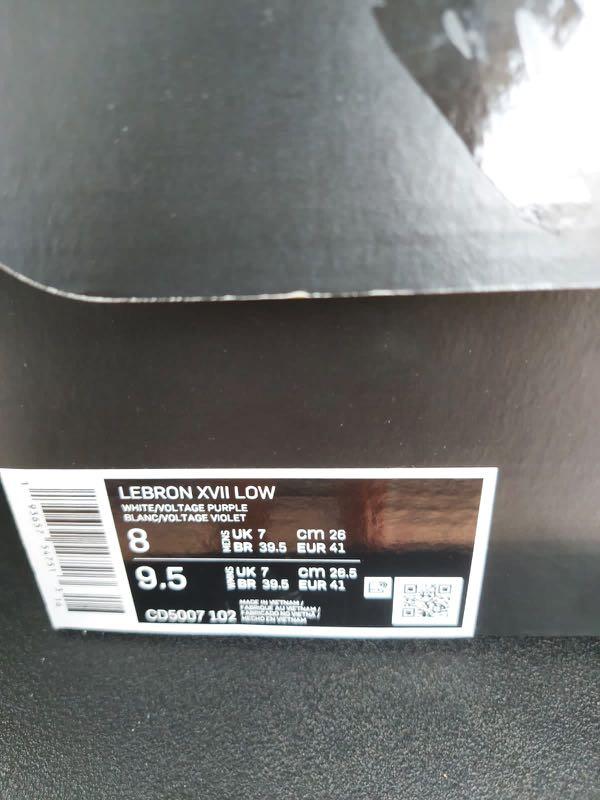 LEBRON XVII LOW
WHITE/VOLTAGE PURPLE
BLANC/VOLTAGE VIOLET
8 MEN'S UK 7 cm 26
BR 39.5 EUR 41
9.5 WMNS UK 7 cm 26.5
BR 39.5 EUR 41
CD5007 102
MADE IN VIETNAM /
FABRIQUE AU VIETNAM /
FABRICADO NO VIETNÃ /
HECHO EN VIETNAM